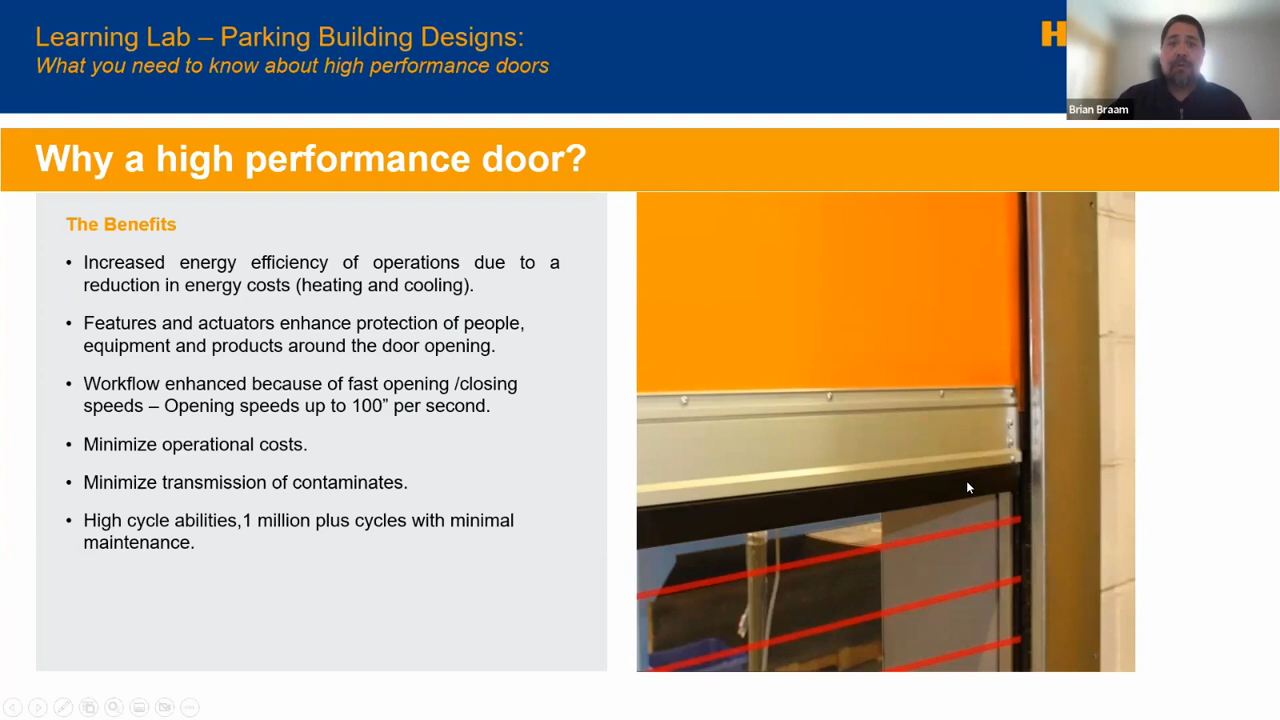 Learning Lab – Parking Building Designs:
What you need to know about high performance doors
H
Brian Braam
Why a high performance door?
The Benefits
• Increased energy efficiency of operations due to a
reduction in energy costs (heating and cooling).
• Features and actuators enhance protection of people,
equipment and products around the door opening.
• Workflow enhanced because of fast opening /closing
speeds – Opening speeds up to 100” per second.
• Minimize operational costs.
• Minimize transmission of contaminates.
• High cycle abilities,1 million plus cycles with minimal
maintenance.